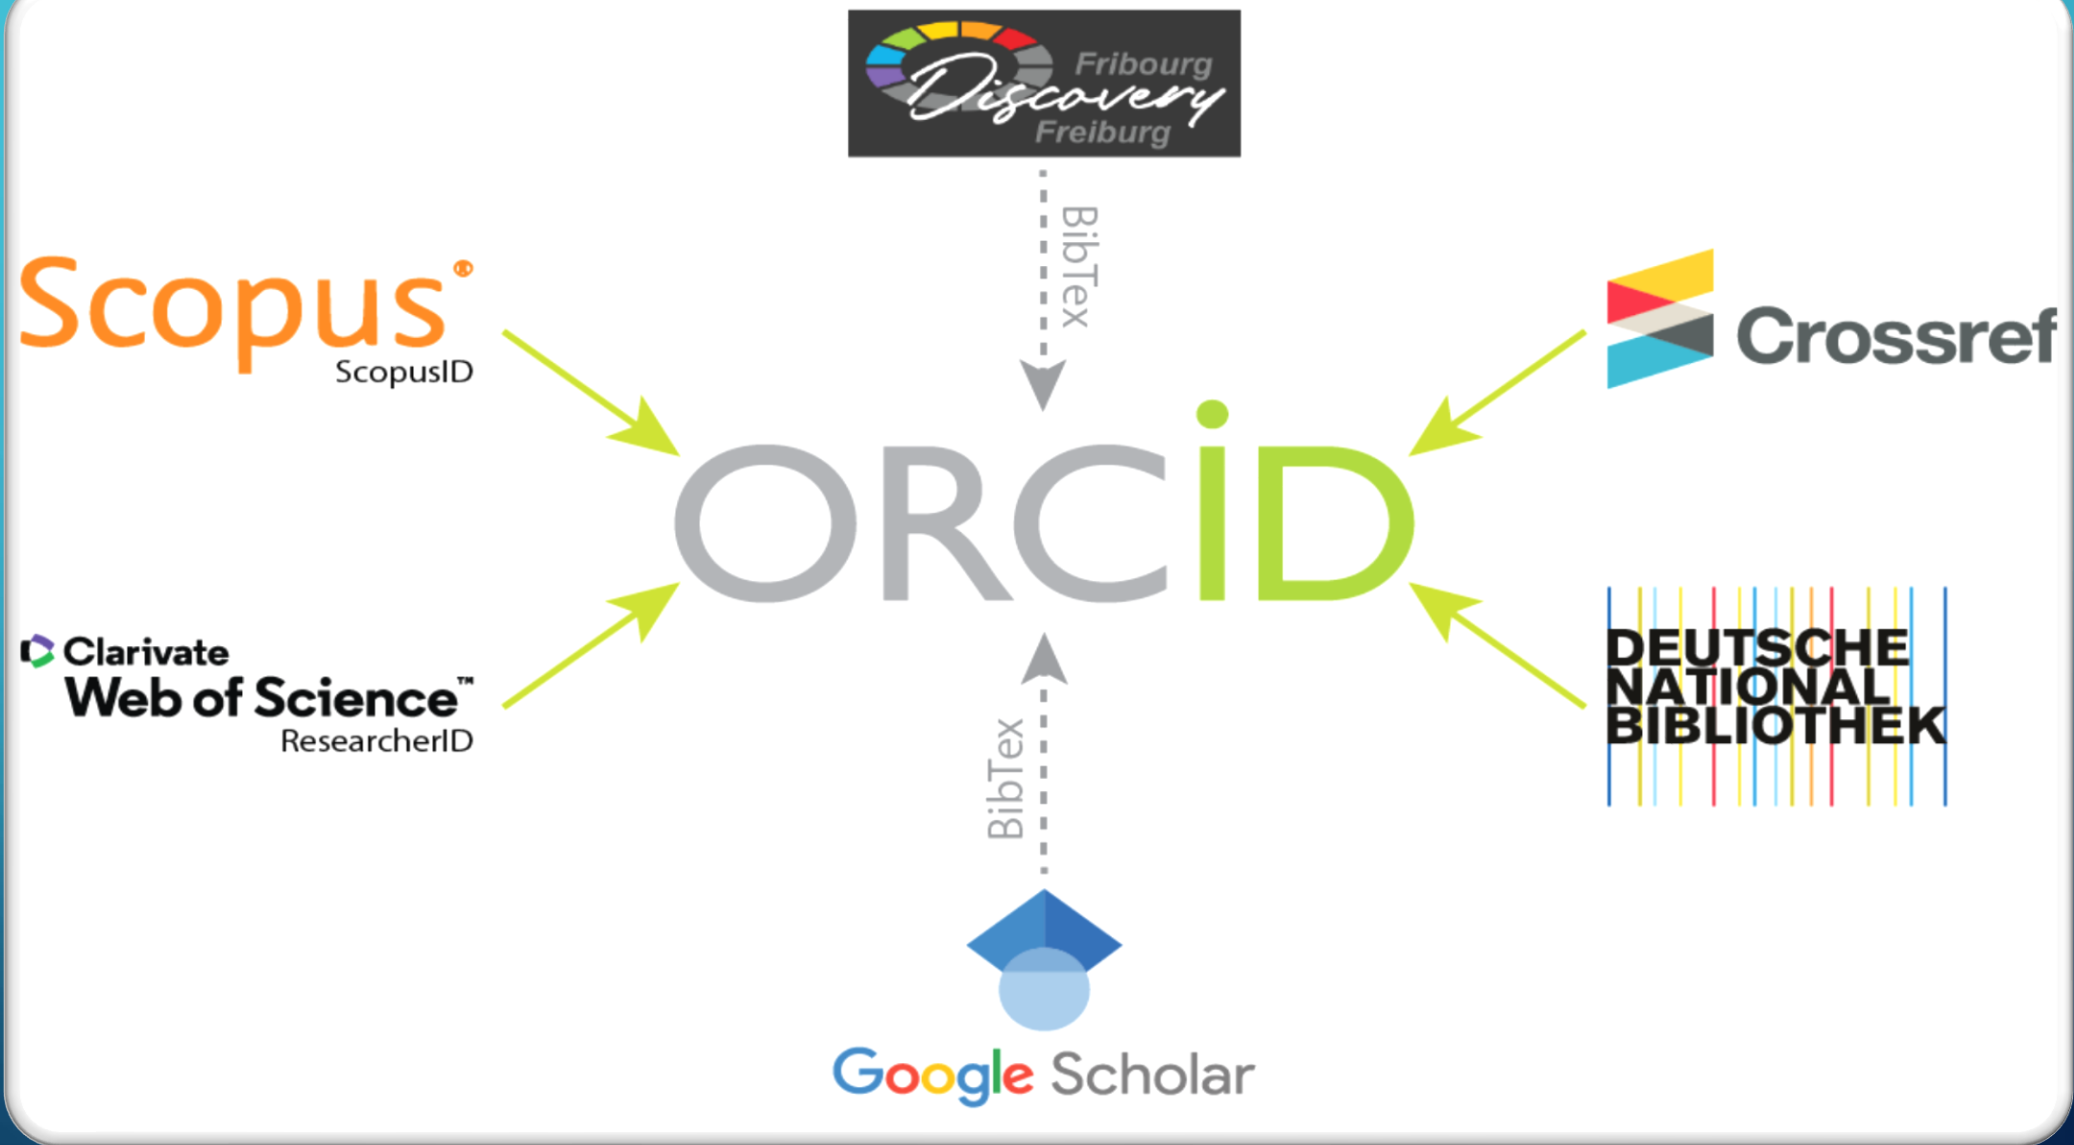 Fribourg
Discovery
Freiburg
BibTex
Scopus
ScopusID
Crossref
ORCiD
Clarivate
Web of Science™
ResearcherID
DEUTSCHE
NATIONAL
BIBLIOTHEK
BibTex
Google Scholar